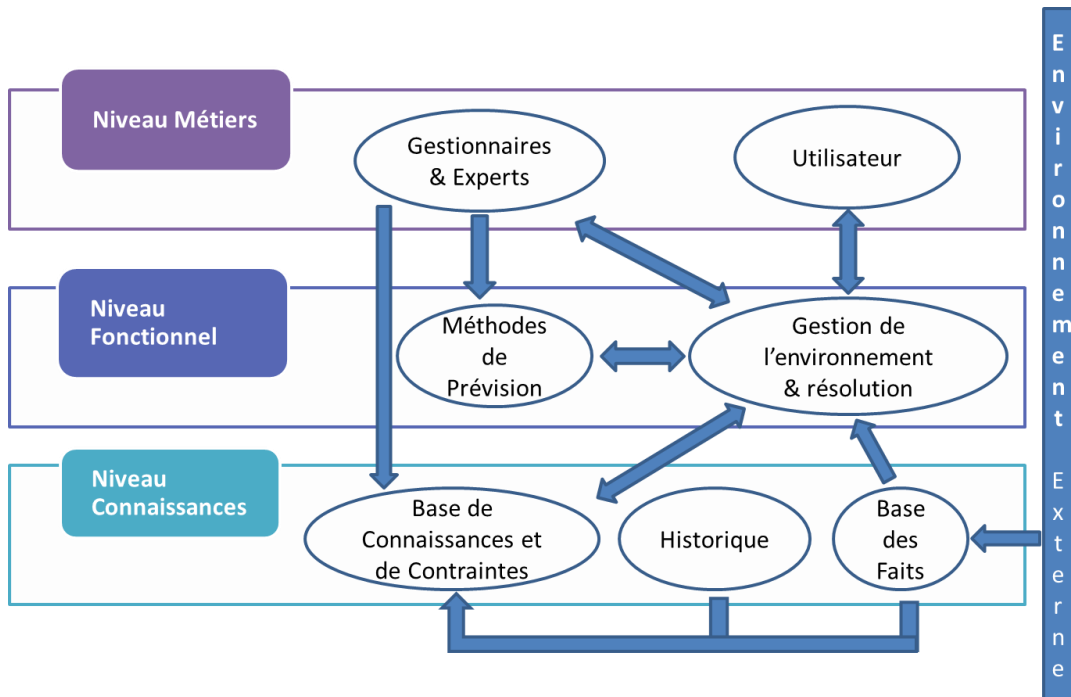 Niveau Métiers
Gestionnaires
& Experts
Utilisateur
Niveau
Fonctionnel
Méthodes
de
Prévision
Gestion de
l'environnement
& résolution
Niveau
Connaissances
Base de
Connaissances et
de Contraintes
Historique
Base
des
Faits
Environnement Externe